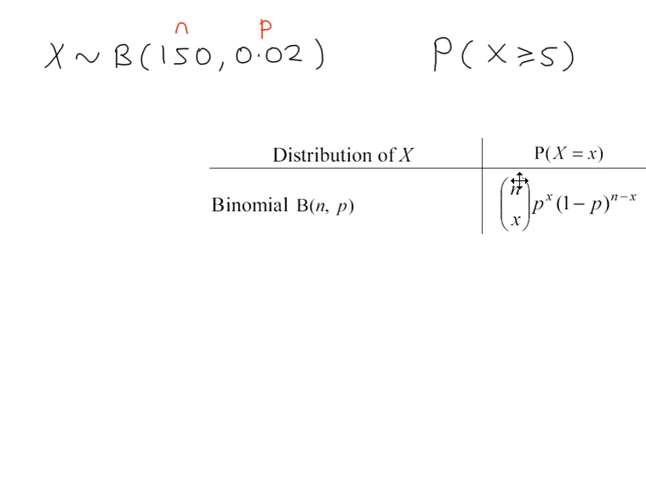 n p
X ~ B(150, 0·02) P(X ≥ 5)
Distribution of X P(X = x)
Binomial B(n, p) (n x) p^x (1 − p)^{n−x}